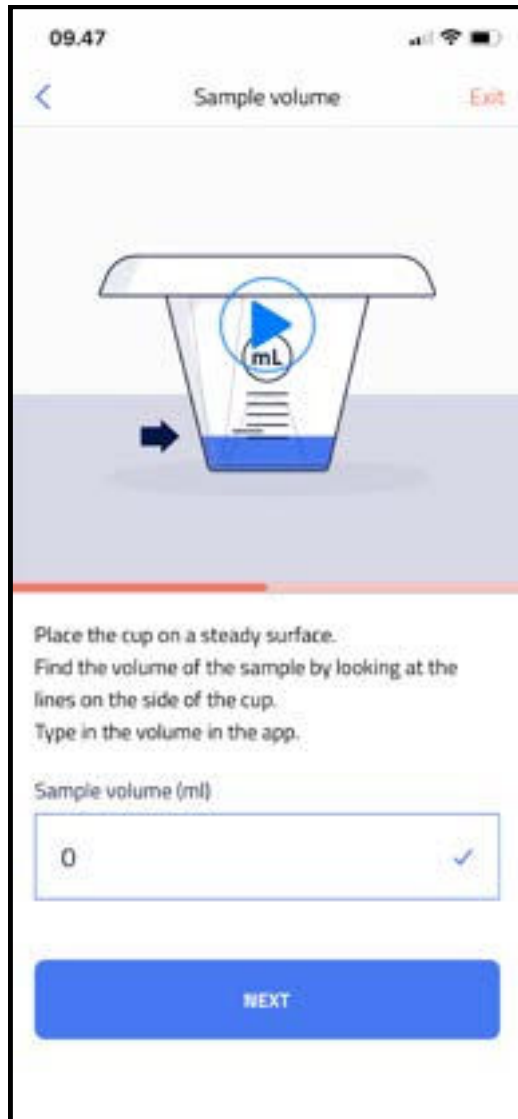 09.47
Sample volume
Exit
mL
Place the cup on a steady surface.
Find the volume of the sample by looking at the
lines on the side of the cup.
Type in the volume in the app.
Sample volume (ml)
0
NEXT